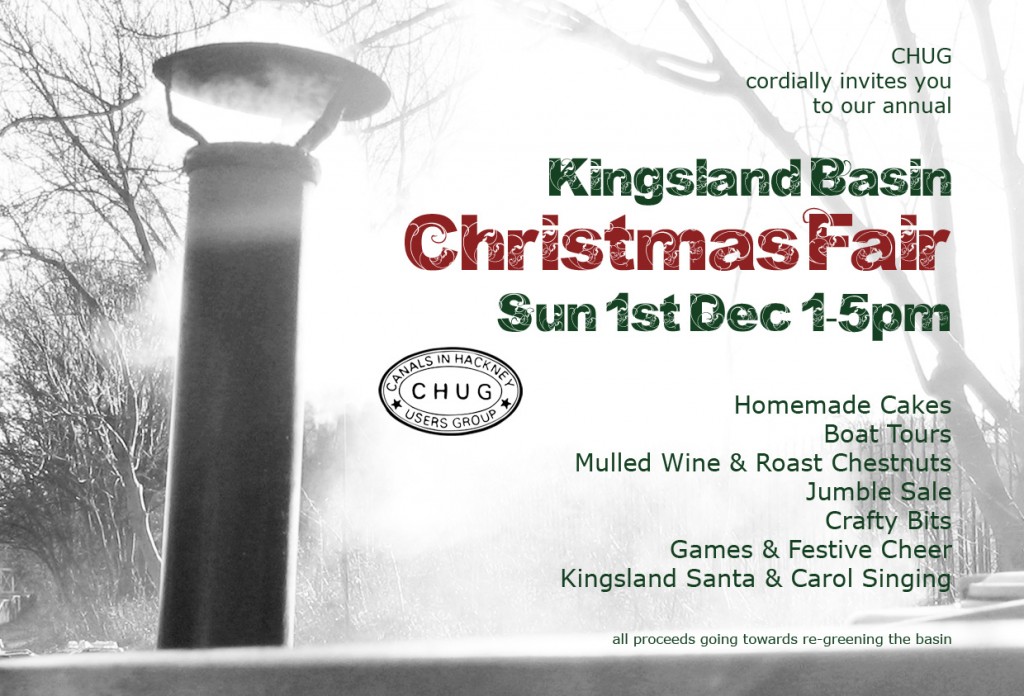 CHUG
cordially invites you
to our annual
Kingsland Basin
Christmas Fair
Sun 1st Dec 1-5pm
CANALS IN HACKNEY
CHUG
USERS GROUP
Homemade Cakes
Boat Tours
Mulled Wine & Roast Chestnuts
Jumble Sale
Crafty Bits
Games & Festive Cheer
Kingsland Santa & Carol Singing
all proceeds going towards re-greening the basin